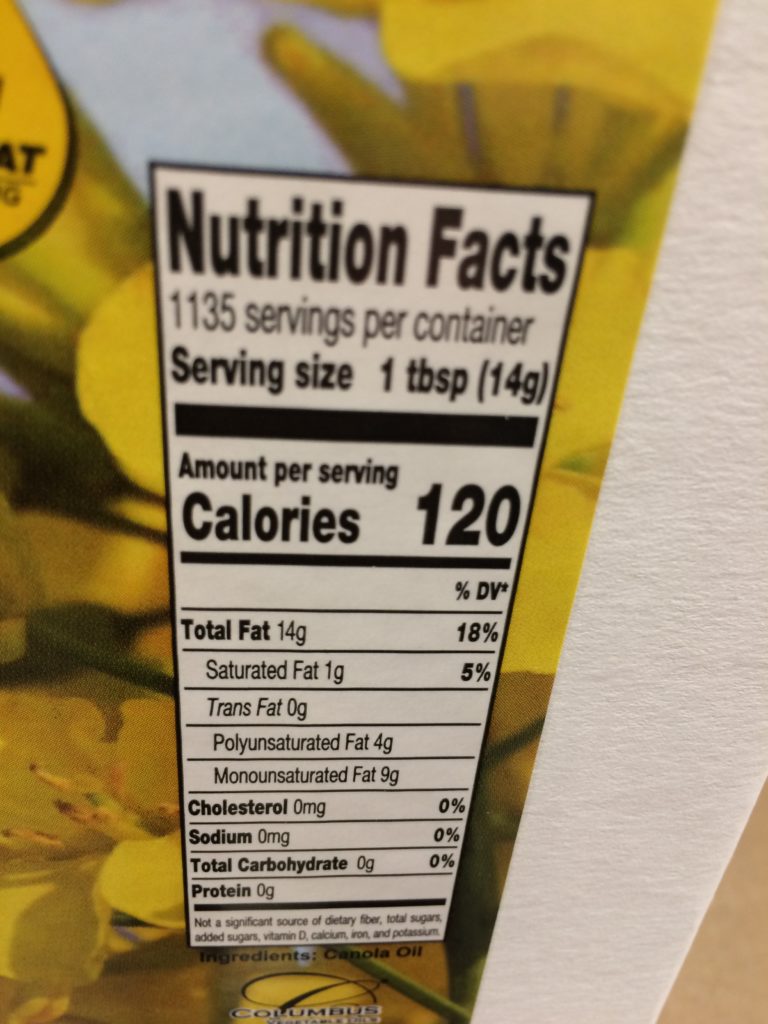 AT
Nutrition Facts
1135 servings per container
Serving size 1 tbsp (14g)
Amount per serving
Calories 120
% DV*
Total Fat 14g 18%
Saturated Fat 1g 5%
Trans Fat 0g
Polyunsaturated Fat 4g
Monounsaturated Fat 9g
Cholesterol 0mg 0%
Sodium 0mg 0%
Total Carbohydrate 0g 0%
Protein 0g
Not a significant source of dietary fiber, total sugars,
added sugars, vitamin D, calcium, iron, and potassium.
Ingredients: Canola Oil
COLUMBUS
VEGETABLE OILS